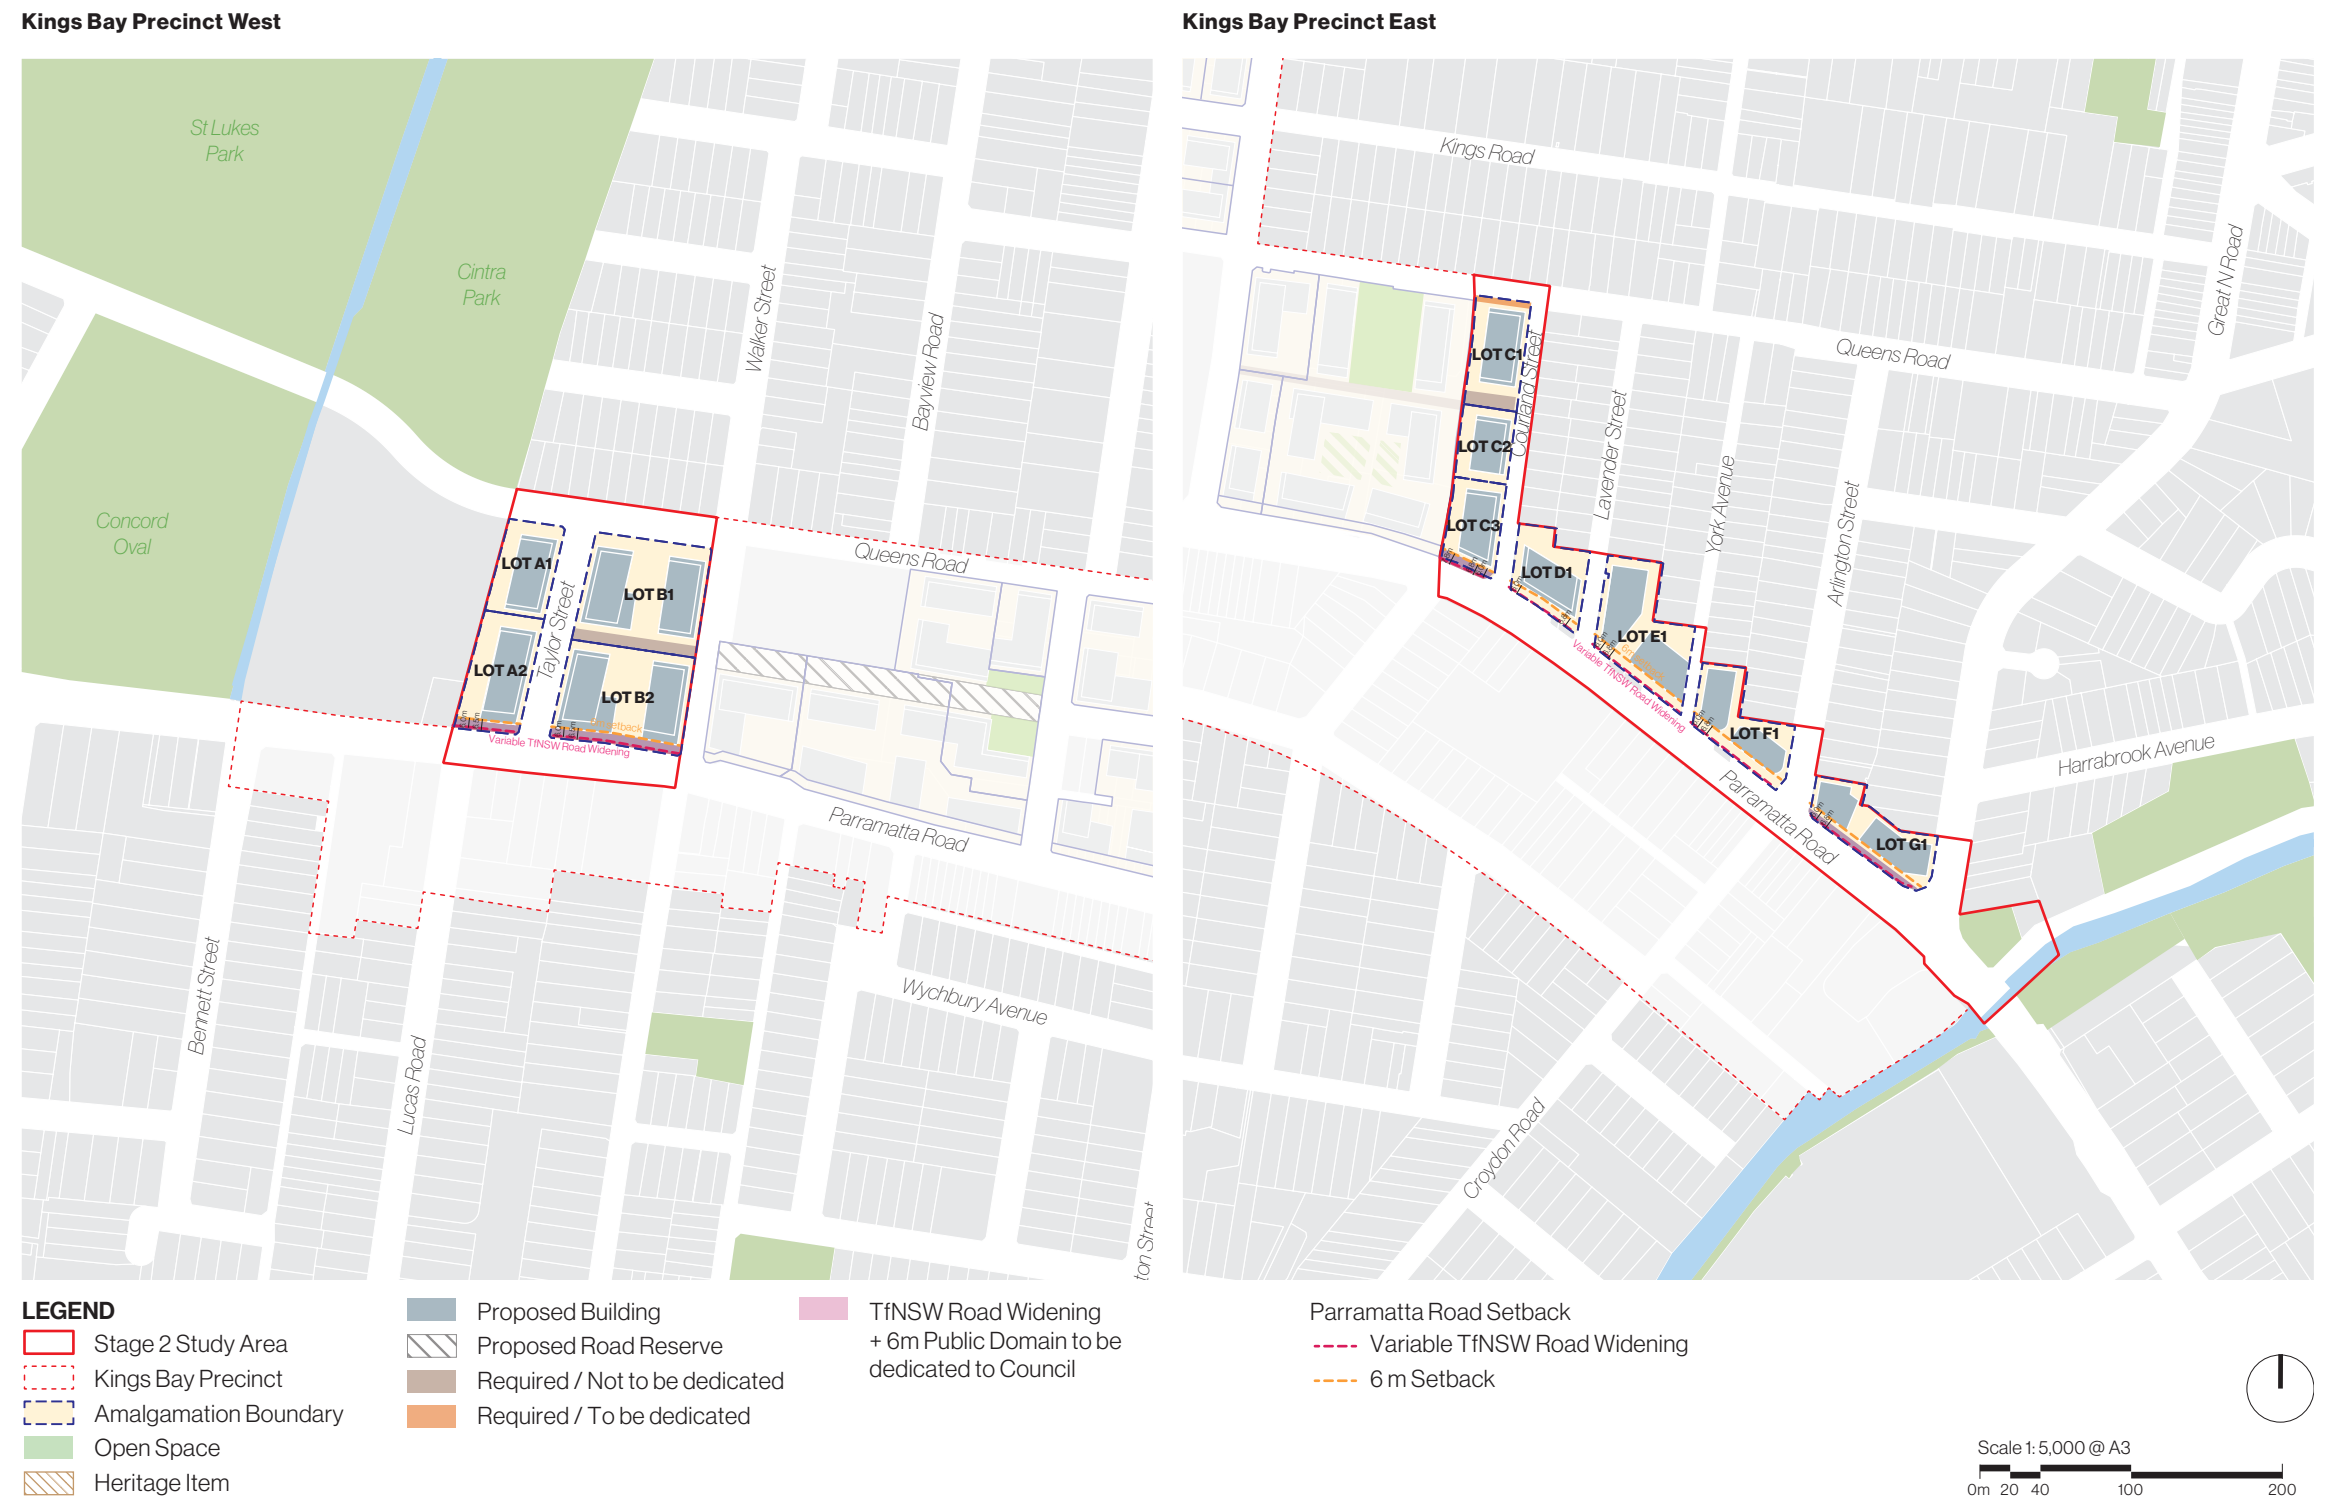 Kings Bay Precinct West
St Lukes
Park
Cintra
Park
Concord
Oval
Walker Street
Bayview Road
Queens Road
LOT A1
LOT B1
Taylor Street
LOT A2
LOT B2
Variable TfNSW Road Widening
Parramatta Road
Bennett Street
Lucas Road
Wychbury Avenue
ton Street
Kings Bay Precinct East
Kings Road
Great N Road
Queens Road
LOT C1
Courland Street
LOT C2
LOT C3
Lavender Street
York Avenue
Arlington Street
LOT D1
LOT E1
Variable TfNSW Road Widening
LOT F1
LOT G1
Parramatta Road
Harrabrook Avenue
Croydon Road
LEGEND
Stage 2 Study Area
Kings Bay Precinct
Amalgamation Boundary
Open Space
Heritage Item
Proposed Building
Proposed Road Reserve
Required / Not to be dedicated
Required / To be dedicated
TfNSW Road Widening
+ 6m Public Domain to be
dedicated to Council
Parramatta Road Setback
Variable TfNSW Road Widening
6 m Setback
Scale 1: 5,000 @ A3
0m 20 40 100 200